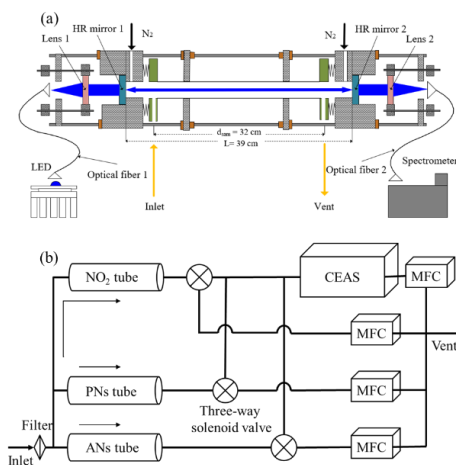 (a)
N₂
N₂
HR mirror 1
HR mirror 2
Lens 1
Lens 2
LED
Optical fiber 1
d = 32 cm
L= 39 cm
Inlet
Vent
Optical fiber 2
Spectrometer
(b)
NO₂ tube
CEAS
MFC
MFC
Vent
PNs tube
MFC
Three-way
solenoid valve
Filter
Inlet
ANs tube
MFC